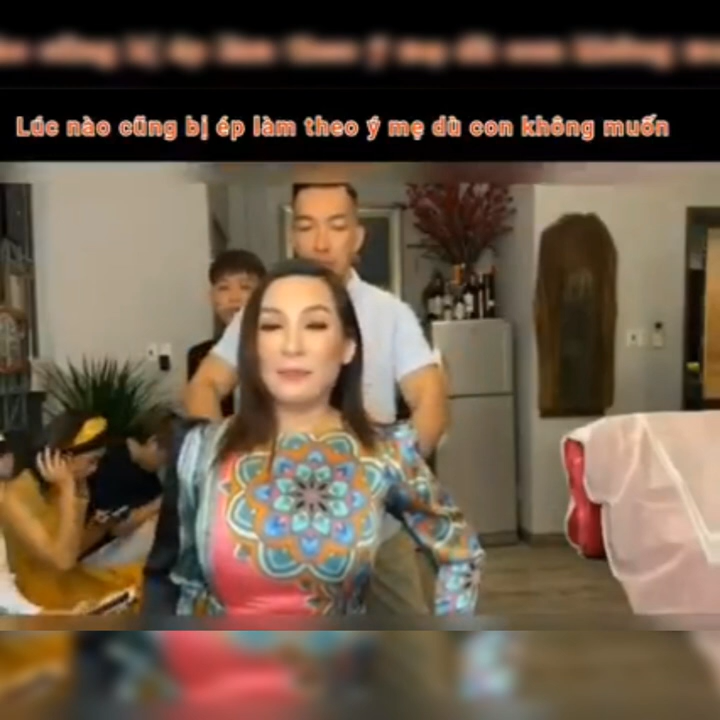 Lúc nào cũng bị ép làm theo ý mẹ dù con không muốn